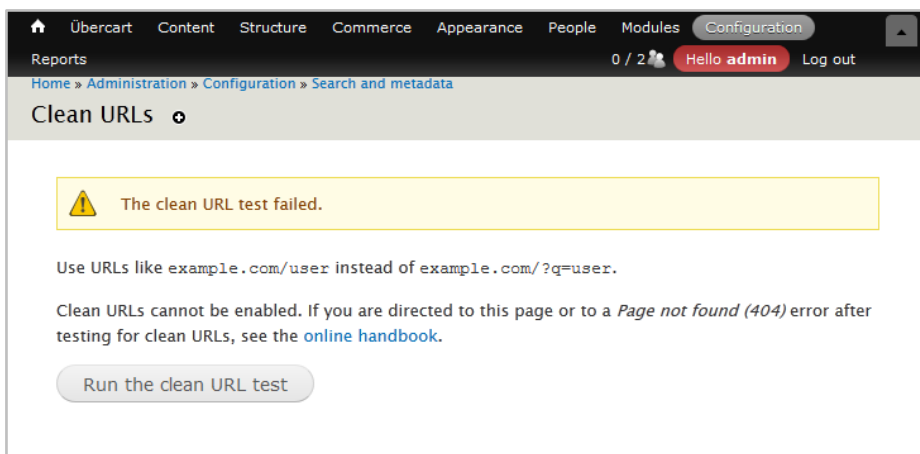 Übercart Content Structure Commerce Appearance People Modules Configuration
Reports 0 / 2 Hello admin Log out
Home » Administration » Configuration » Search and metadata
Clean URLs
The clean URL test failed.
Use URLs like example.com/user instead of example.com/?q=user.
Clean URLs cannot be enabled. If you are directed to this page or to a Page not found (404) error after
testing for clean URLs, see the online handbook.
Run the clean URL test